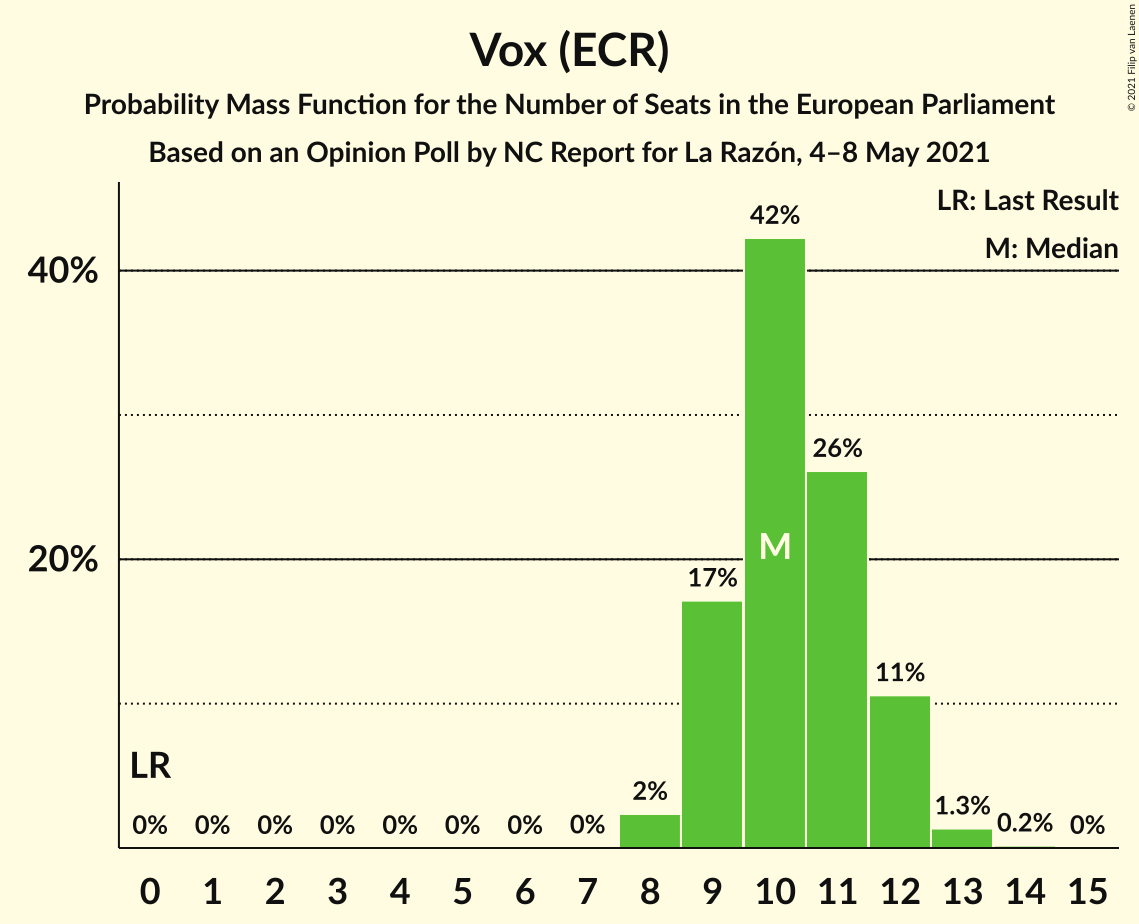 Vox (ECR)
Probability Mass Function for the Number of Seats in the European Parliament
Based on an Opinion Poll by NC Report for La Razón, 4–8 May 2021
© 2021 Filip van Laenen
LR: Last Result
M: Median
40%
20%
42%
26%
M
17%
11%
LR
0% 0% 0% 0% 0% 0% 0% 0% 2% 1.3% 0.2% 0%
0 1 2 3 4 5 6 7 8 9 10 11 12 13 14 15